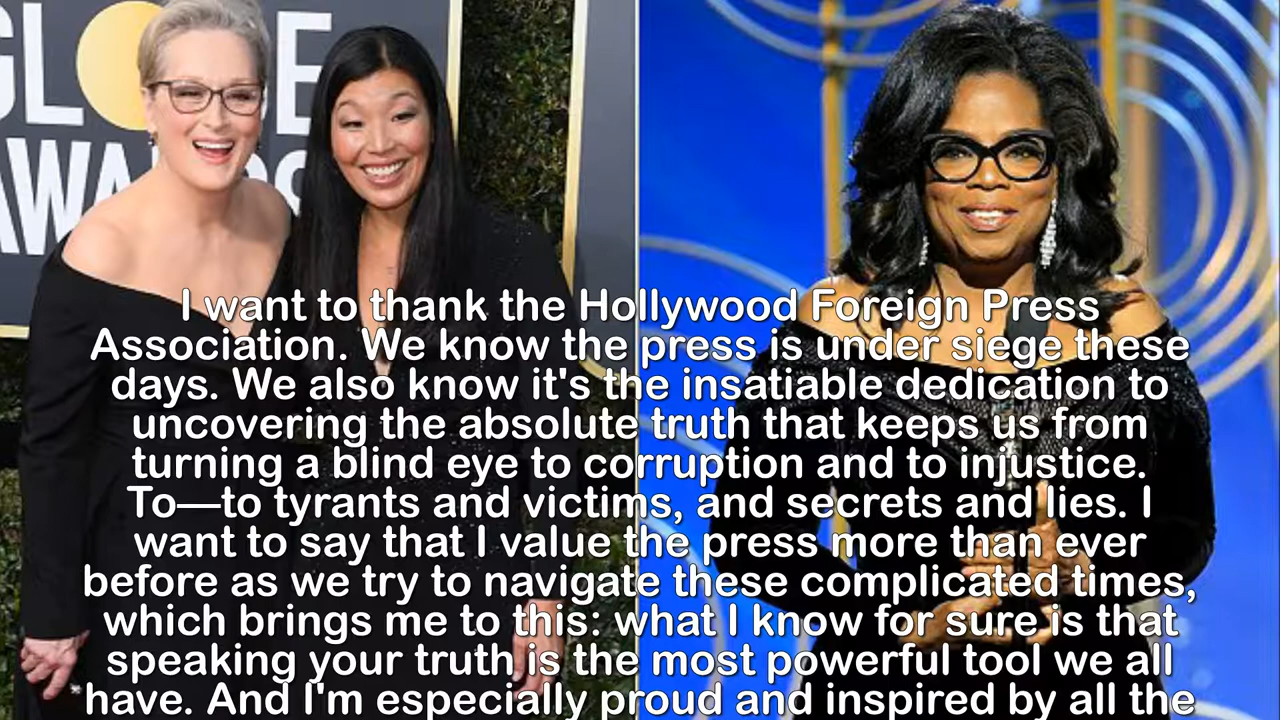 GLOBE
AWARDS
I want to thank the Hollywood Foreign Press
Association. We know the press is under siege these
days. We also know it's the insatiable dedication to
uncovering the absolute truth that keeps us from
turning a blind eye to corruption and to injustice.
To—to tyrants and victims, and secrets and lies. I
want to say that I value the press more than ever
before as we try to navigate these complicated times,
which brings me to this: what I know for sure is that
speaking your truth is the most powerful tool we all
have. And I'm especially proud and inspired by all the